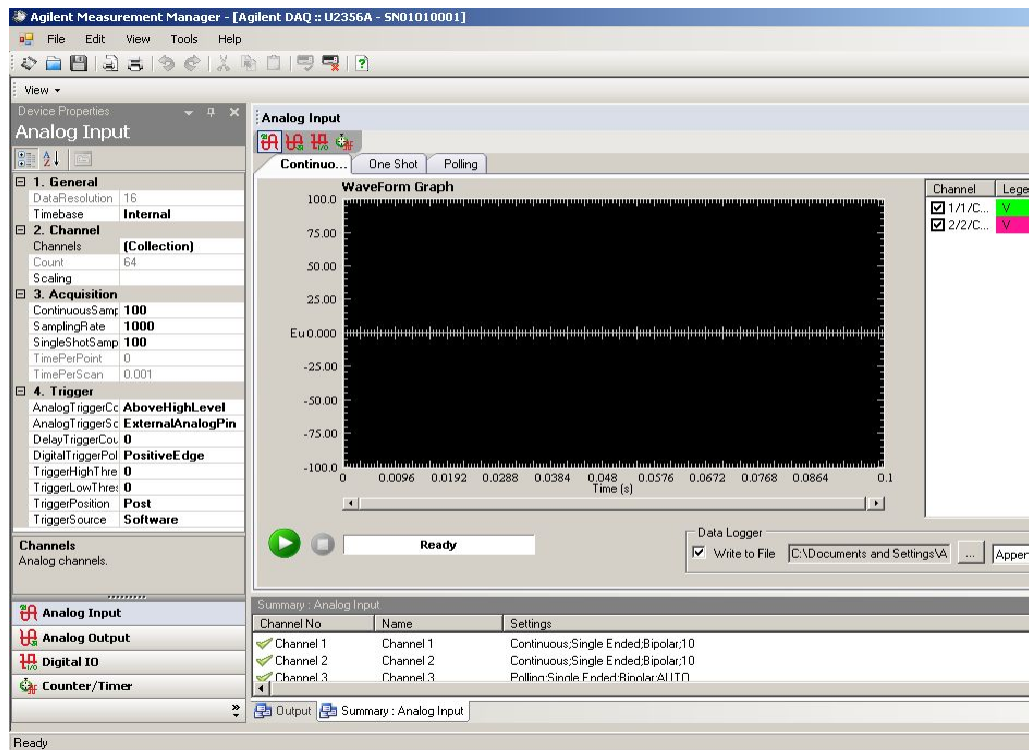 Agilent Measurement Manager - [Agilent DAQ :: U2356A - SN01010001]
File Edit View Tools Help
View
Device Properties
Analog Input
1. General
DataResolution 16
Timebase Internal
2. Channel
Channels (Collection)
Count 64
Scaling
3. Acquisition
ContinuousSamp 100
SamplingRate 1000
SingleShotSamp 100
TimePerPoint 0
TimePerScan 0.001
4. Trigger
AnalogTriggerCo AboveHighLevel
AnalogTriggerSo ExternalAnalogPin
DelayTriggerCou 0
DigitalTriggerPol PositiveEdge
TriggerHighThre 0
TriggerLowThres 0
TriggerPosition Post
TriggerSource Software
Channels
Analog channels.
Analog Input
Analog Output
Digital IO
Counter/Timer
Analog Input
Continuo... One Shot Polling
WaveForm Graph
100.0
75.00
50.00
25.00
Eu 0.000
-25.00
-50.00
-75.00
-100.0
0 0.0096 0.0192 0.0288 0.0384 0.048 0.0576 0.0672 0.0768 0.0864 0.1
Time (s)
Channel Lege
1/1/C... V
2/2/C... V
Ready
Data Logger
Write to File C:\Documents and Settings\A ... Apper
Summary : Analog Input
Channel No Name Settings
Channel 1 Channel 1 Continuous;Single Ended;Bipolar;10
Channel 2 Channel 2 Continuous;Single Ended;Bipolar;10
Channel 3 Channel 3 Polling;Single Ended;Bipolar;AUTO
Output Summary : Analog Input
Ready